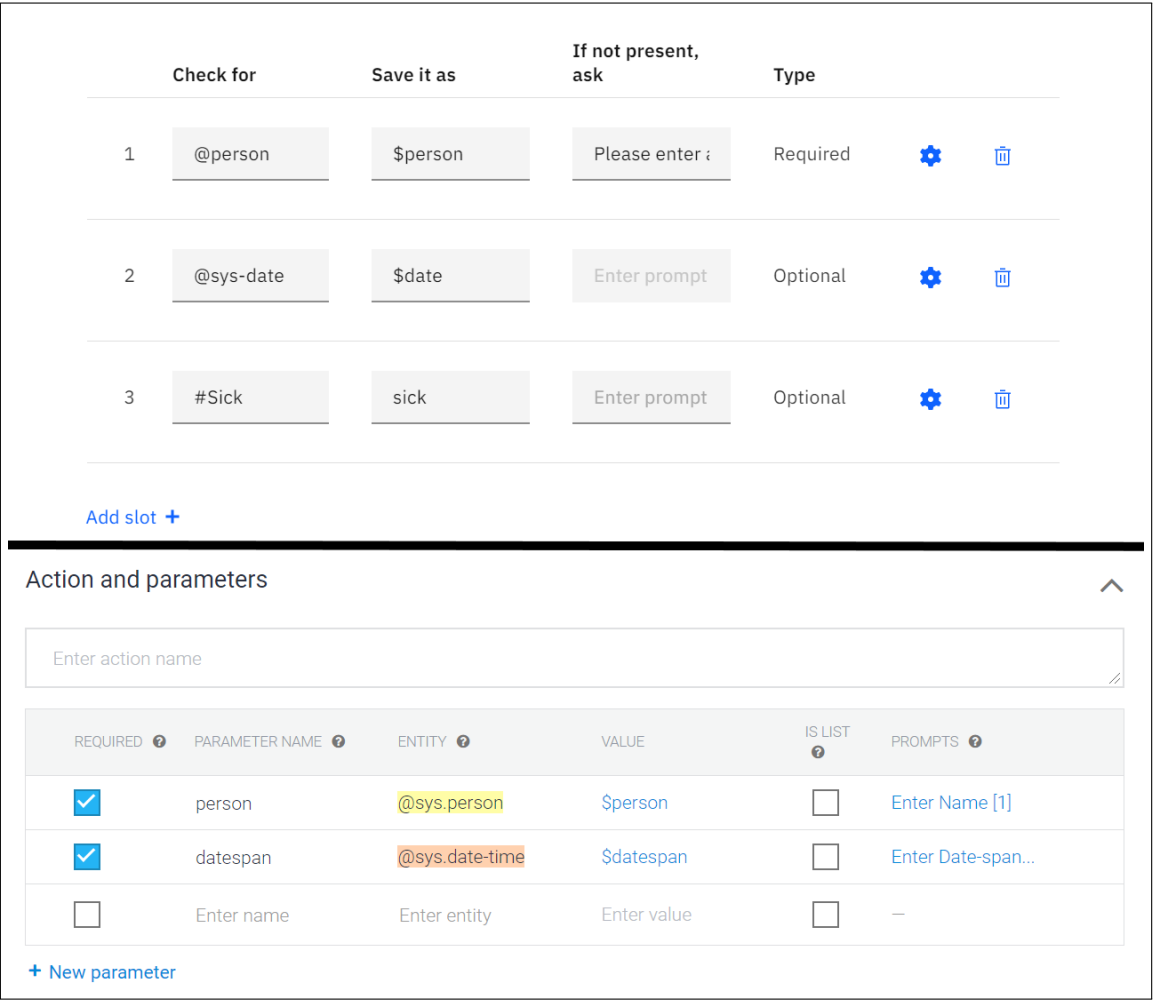 If not present,
Check for Save it as ask Type
1 @person $person Please enter Required
2 @sys-date $date Enter prompt Optional
3 #Sick sick Enter prompt Optional
Add slot +
Action and parameters
Enter action name
REQUIRED ? PARAMETER NAME ? ENTITY ? VALUE IS LIST ? PROMPTS ?
person @sys.person $person Enter Name [1]
datespan @sys.date-time $datespan Enter Date-span...
Enter name Enter entity Enter value —
+ New parameter